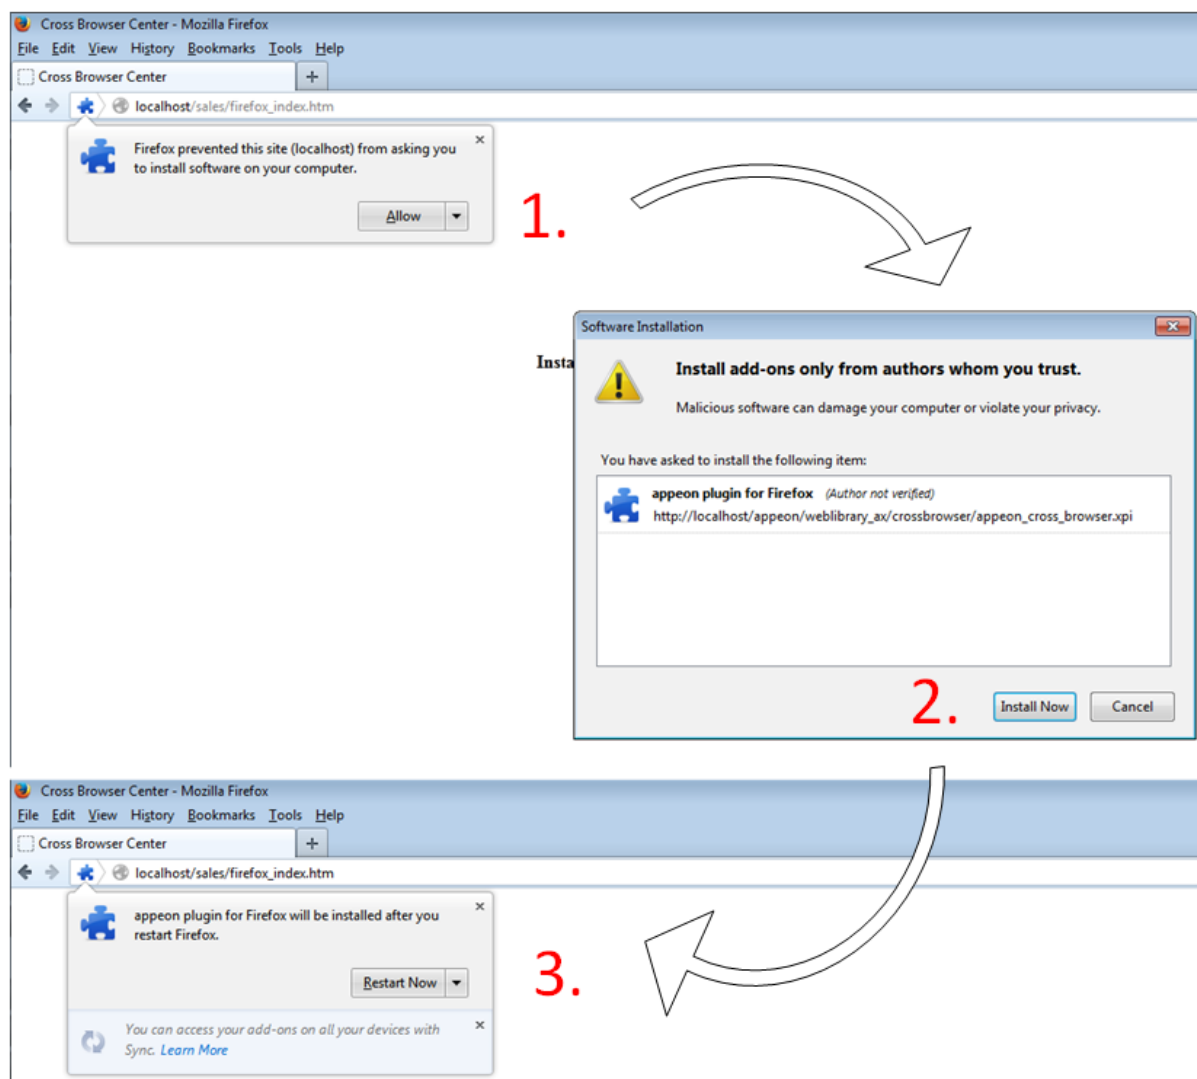 Cross Browser Center - Mozilla Firefox
File Edit View History Bookmarks Tools Help
Cross Browser Center +
localhost/sales/firefox_index.htm
Firefox prevented this site (localhost) from asking you
to install software on your computer.
Allow
1.
Software Installation
Insta
Install add-ons only from authors whom you trust.
Malicious software can damage your computer or violate your privacy.
You have asked to install the following item:
appeon plugin for Firefox (Author not verified)
http://localhost/appeon/weblibrary_ax/crossbrowser/appeon_cross_browser.xpi
2.
Install Now Cancel
Cross Browser Center - Mozilla Firefox
File Edit View History Bookmarks Tools Help
Cross Browser Center +
localhost/sales/firefox_index.htm
appeon plugin for Firefox will be installed after you
restart Firefox.
Restart Now
3.
You can access your add-ons on all your devices with
Sync. Learn More